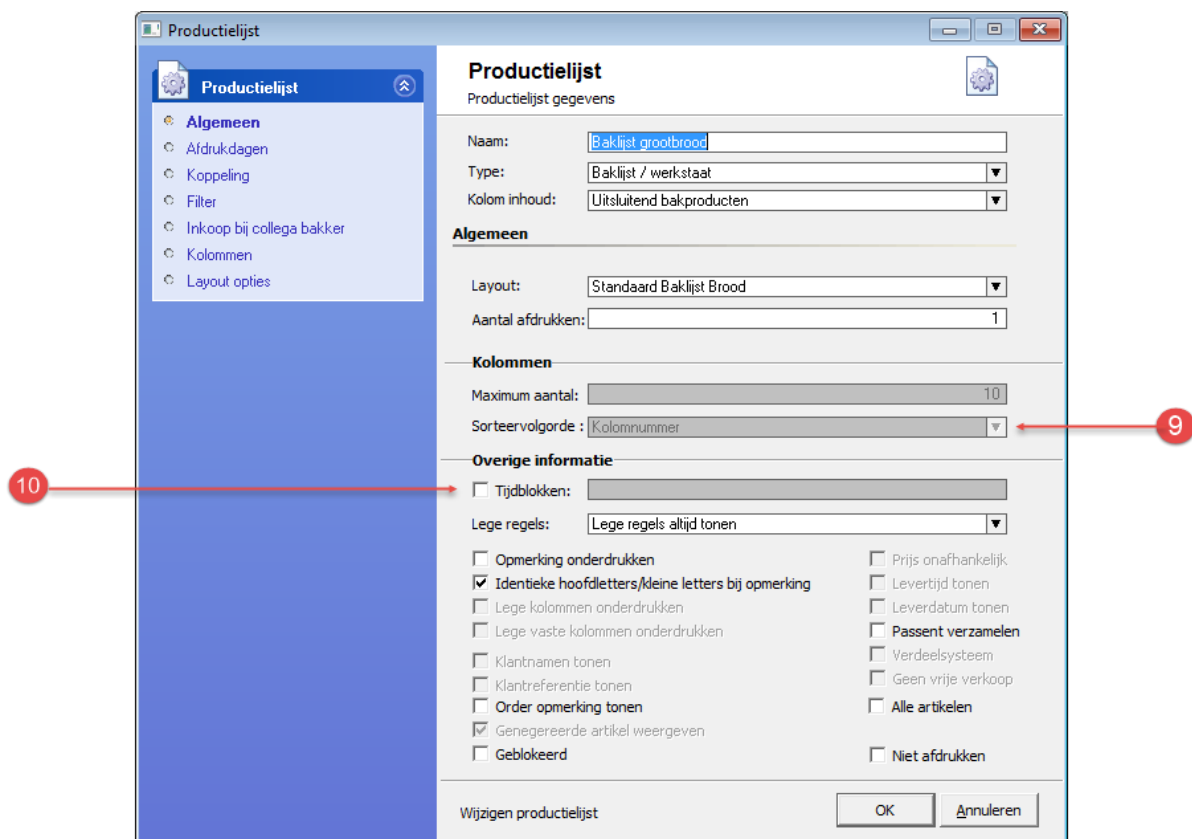 Productielijst
Productielijst
Algemeen
Afdrukdagen
Koppeling
Filter
Inkoop bij collega bakker
Kolommen
Layout opties
Productielijst
Productielijst gegevens
Naam: Baklijst grootbrood
Type: Baklijst / werkstaat
Kolom inhoud: Uitsluitend bakproducten
Algemeen
Layout: Standaard Baklijst Brood
Aantal afdrukken: 1
Kolommen
Maximum aantal: 10
Sorteervolgorde : Kolomnummer
9
Overige informatie
10
Tijdblokken:
Lege regels: Lege regels altijd tonen
Opmerking onderdrukken Prijs onafhankelijk
Identieke hoofdletters/kleine letters bij opmerking Levertijd tonen
Lege kolommen onderdrukken Leverdatum tonen
Lege vaste kolommen onderdrukken Passent verzamelen
Klantnamen tonen Verdeelsysteem
Klantreferentie tonen Geen vrije verkoop
Order opmerking tonen Alle artikelen
Genegereerde artikel weergeven
Geblokeerd Niet afdrukken
Wijzigen productielijst OK Annuleren